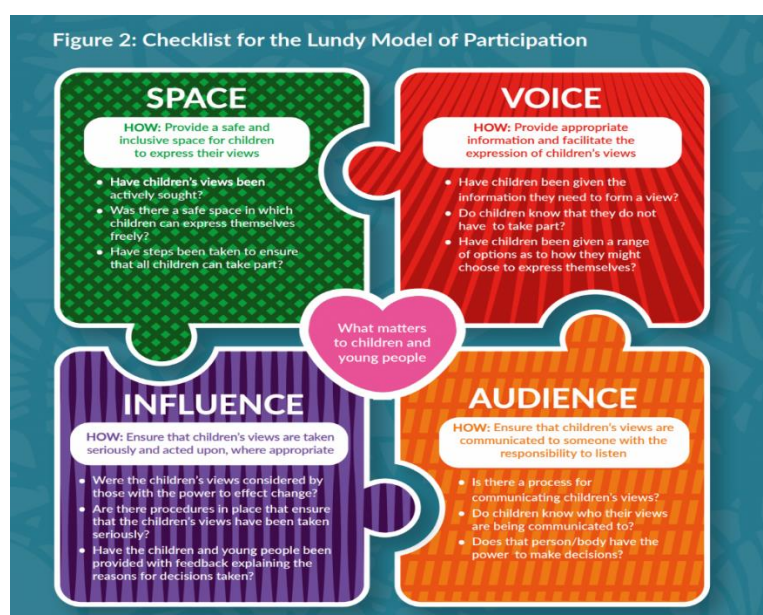 Figure 2: Checklist for the Lundy Model of Participation
SPACE
HOW: Provide a safe and
inclusive space for children
to express their views
• Have children's views been
actively sought?
• Was there a safe space in which
children can express themselves
freely?
• Have steps been taken to ensure
that all children can take part?
VOICE
HOW: Provide appropriate
information and facilitate the
expression of children's views
• Have children been given the
information they need to form a view?
• Do children know that they do not
have to take part?
• Have children been given a range
of options as to how they might
choose to express themselves?
What matters
to children and
young people
INFLUENCE
HOW: Ensure that children's views are taken
seriously and acted upon, where appropriate
• Were the children's views considered by
those with the power to effect change?
• Are there procedures in place that ensure
that the children's views have been taken
seriously?
• Have the children and young people been
provided with feedback explaining the
reasons for decisions taken?
AUDIENCE
HOW: Ensure that children's views are
communicated to someone with the
responsibility to listen
• Is there a process for
communicating children's views?
• Do children know who their views
are being communicated to?
• Does that person/body have the
power to make decisions?